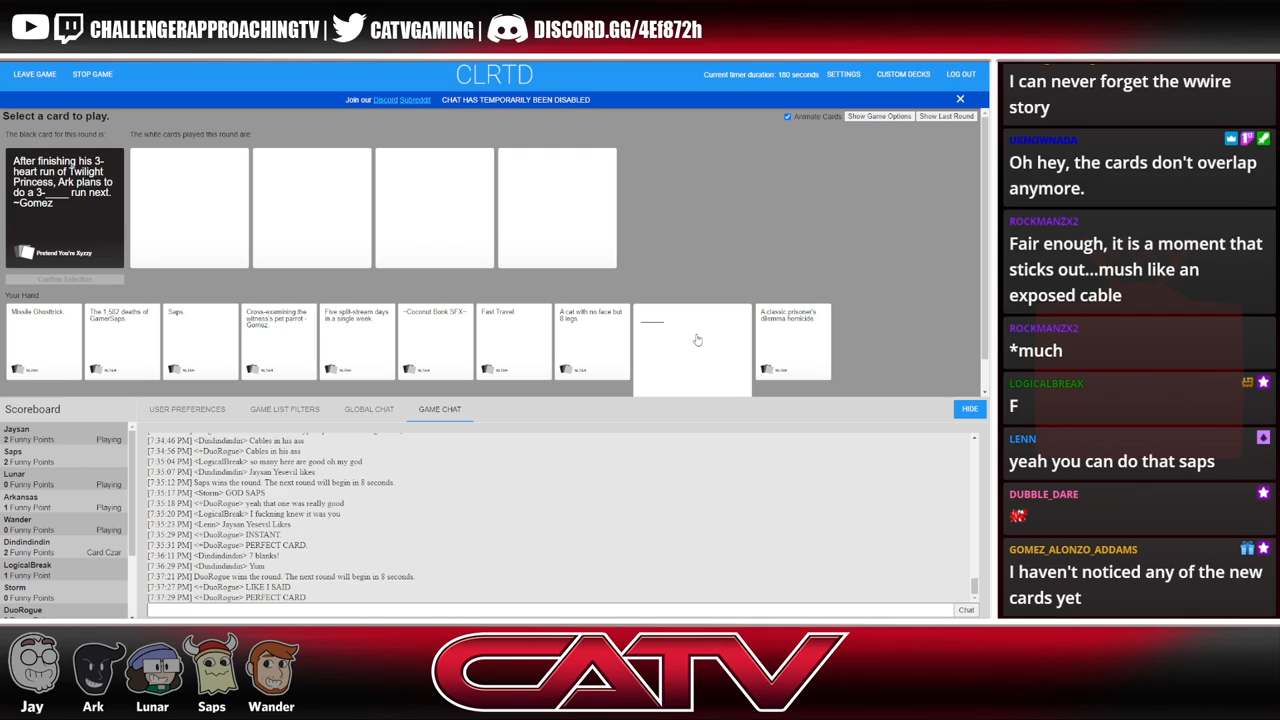 CHALLENGERAPPROACHINGTV | CATVGAMING | DISCORD.GG/4EF872H
LEAVE GAME STOP GAME CLRTD Current timer duration: 180 seconds SETTINGS CUSTOM DECKS LOG OUT
Join our Discord Subreddit CHAT HAS TEMPORARILY BEEN DISABLED
Select a card to play.
Animate Cards Show Game Options Show Last Round
The black card for this round is: The white cards played this round are:
After finishing his 3-
heart run of Twilight
Princess, Ark plans to
do a 3-____ run next.
~Gomez
Pretend You're Xyzzy
Confirm Selection
Your Hand
Missile Ghosttrick.
The 1,582 deaths of
GamerSaps.
Saps.
Cross-examining the
witness's pet parrot -
Gomez.
Five split-stream days
in a single week.
~Coconut Bonk SFX~
Fast Travel.
A cat with no face but
8 legs.
____
A classic prisoner's
dilemma homicide.
Scoreboard
Jaysan
2 Funny Points Playing
Saps
2 Funny Points
Lunar
0 Funny Points Playing
Arkansas
1 Funny Point Playing
Wander
0 Funny Points Playing
Dindindindin
2 Funny Points Card Czar
LogicalBreak
1 Funny Point
Storm
0 Funny Points
DuoRogue
USER PREFERENCES GAME LIST FILTERS GLOBAL CHAT GAME CHAT HIDE
[7:34:46 PM] <Dindindindin> Cables in his ass
[7:34:56 PM] <+DuoRogue> Cables in his ass
[7:35:04 PM] <LogicalBreak> so many here are good oh my god
[7:35:07 PM] <Dindindindin> Jaysan Yesevil likes
[7:35:12 PM] Saps wins the round. The next round will begin in 8 seconds.
[7:35:17 PM] <Storm> GOD SAPS
[7:35:18 PM] <+DuoRogue> yeah that one was really good
[7:35:20 PM] <LogicalBreak> I fuckning knew it was you
[7:35:23 PM] <Lenn> Jaysan Yesevil Likes
[7:35:29 PM] <+DuoRogue> INSTANT.
[7:35:31 PM] <+DuoRogue> PERFECT CARD.
[7:36:11 PM] <Dindindindin> 7 blanks!
[7:36:29 PM] <Dindindindin> Yum
[7:37:21 PM] DuoRogue wins the round. The next round will begin in 8 seconds.
[7:37:27 PM] <+DuoRogue> LIKE I SAID
[7:37:29 PM] <+DuoRogue> PERFECT CARD
Chat
I can never forget the wwire
story
UKNOWNADA
Oh hey, the cards don't overlap
anymore.
ROCKMANZX2
Fair enough, it is a moment that
sticks out...mush like an
exposed cable
ROCKMANZX2
*much
LOGICALBREAK
F
LENN
yeah you can do that saps
DUBBLE_DARE
GOMEZ_ALONZO_ADDAMS
I haven't noticed any of the new
cards yet
Jay Ark Lunar Saps Wander
CATV